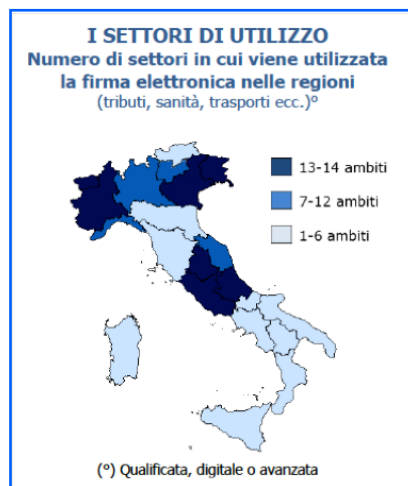 I SETTORI DI UTILIZZO
Numero di settori in cui viene utilizzata
la firma elettronica nelle regioni
(tributi, sanità, trasporti ecc.)°
13-14 ambiti
7-12 ambiti
1-6 ambiti
(°) Qualificata, digitale o avanzata